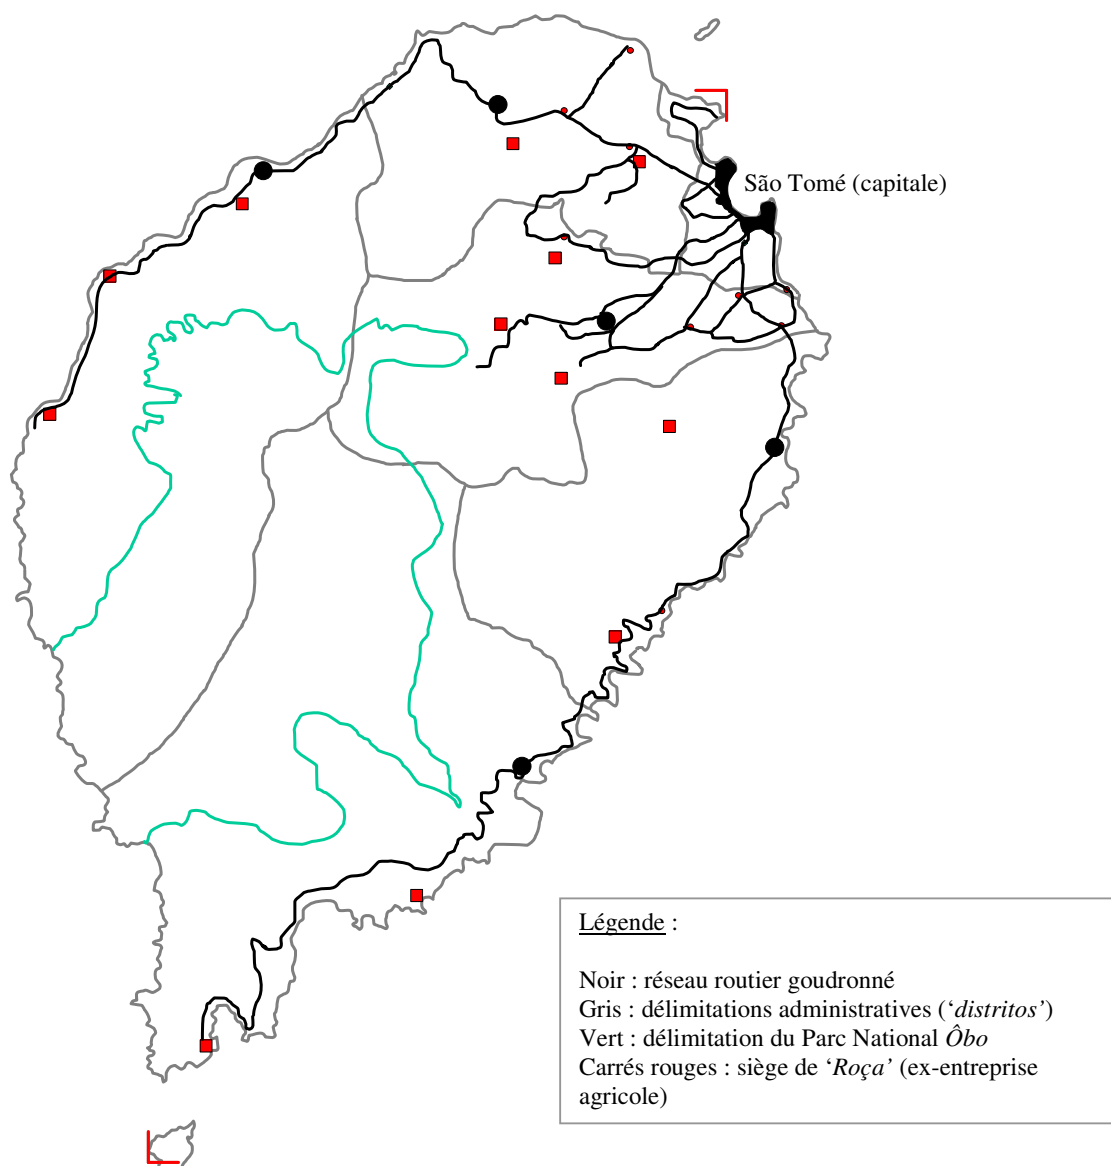 São Tomé (capitale)
Légende :
Noir : réseau routier goudronné
Gris : délimitations administratives (‘distritos’)
Vert : délimitation du Parc National Ôbo
Carrés rouges : siège de ‘Roça’ (ex-entreprise
agricole)